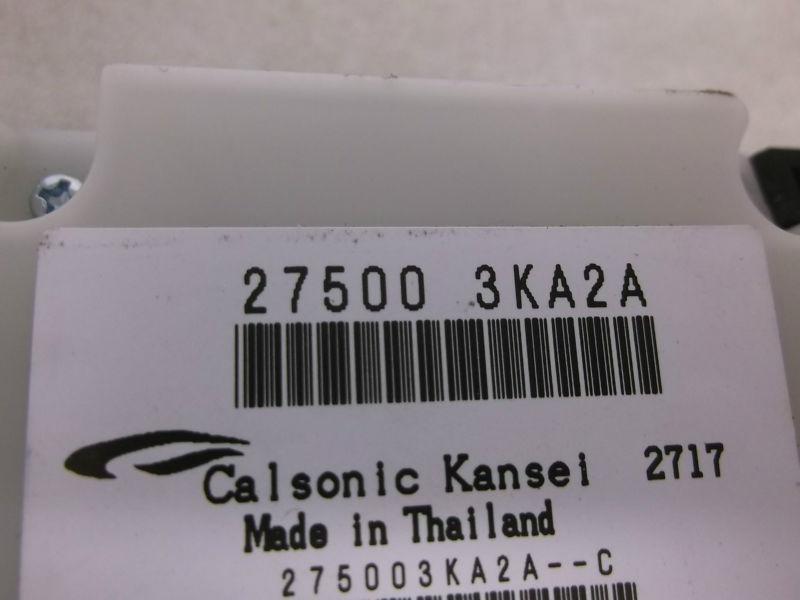 27500 3KA2A
Calsonic Kansei 2717
Made in Thailand
275003KA2A--C